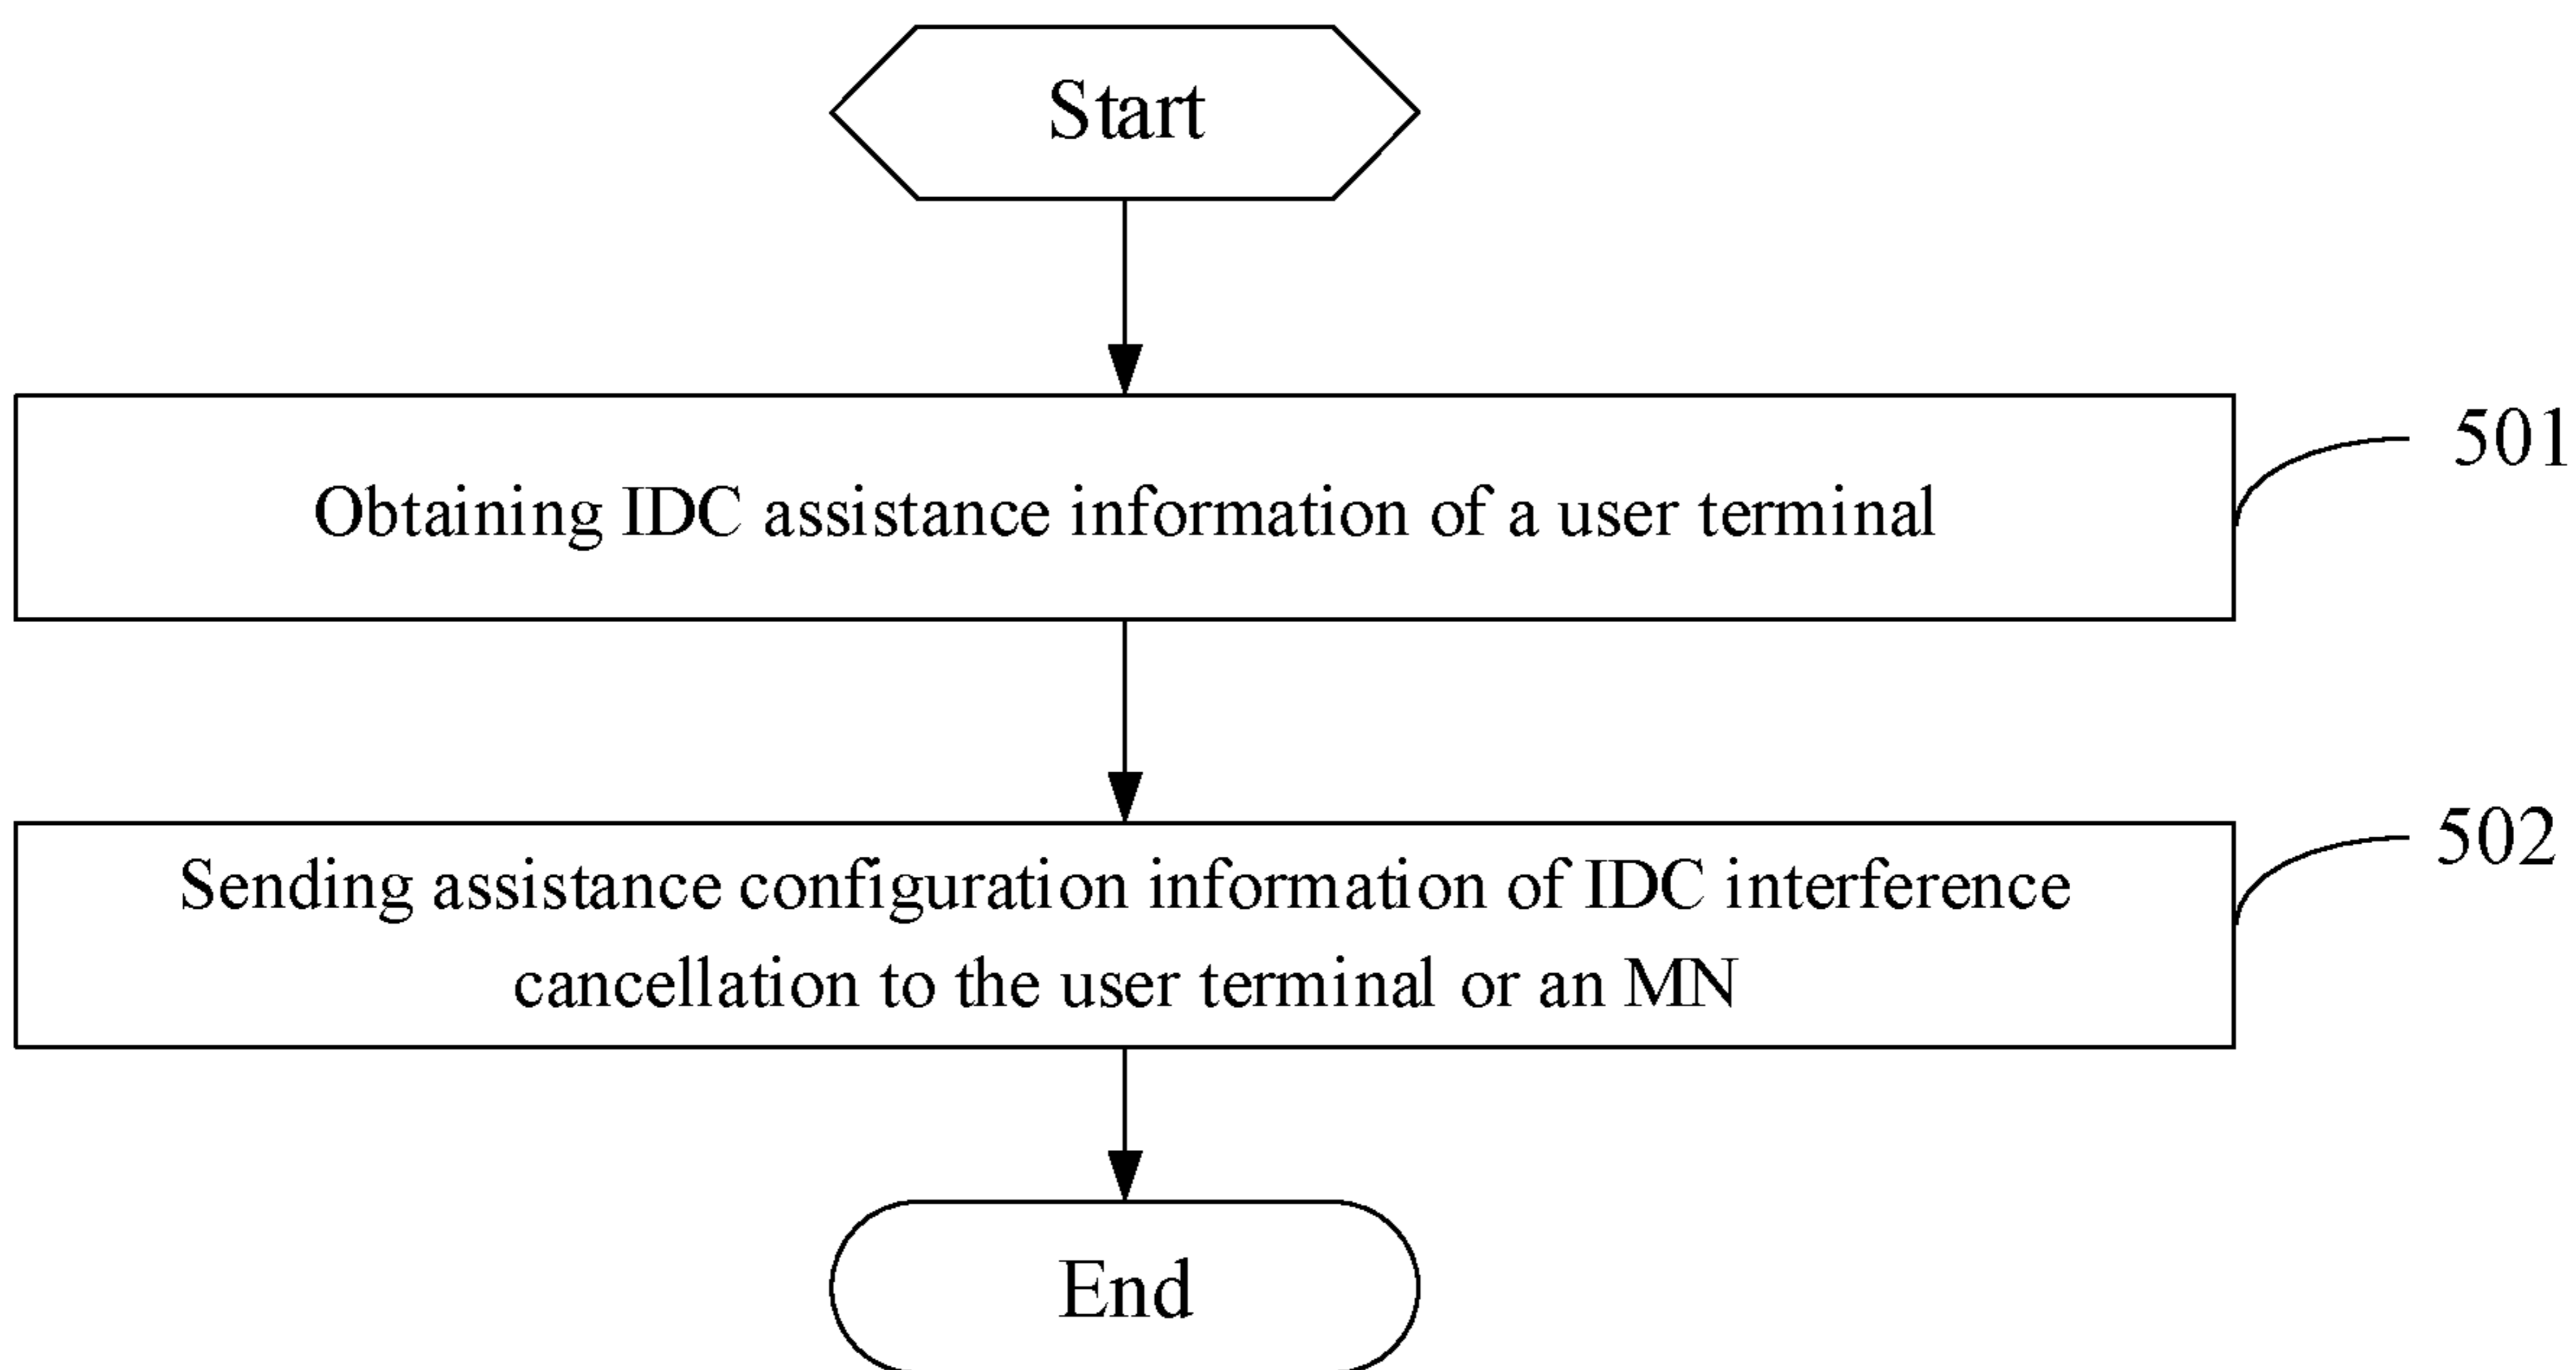 Start
501
Obtaining IDC assistance information of a user terminal
502
Sending assistance configuration information of IDC interference
cancellation to the user terminal or an MN
End